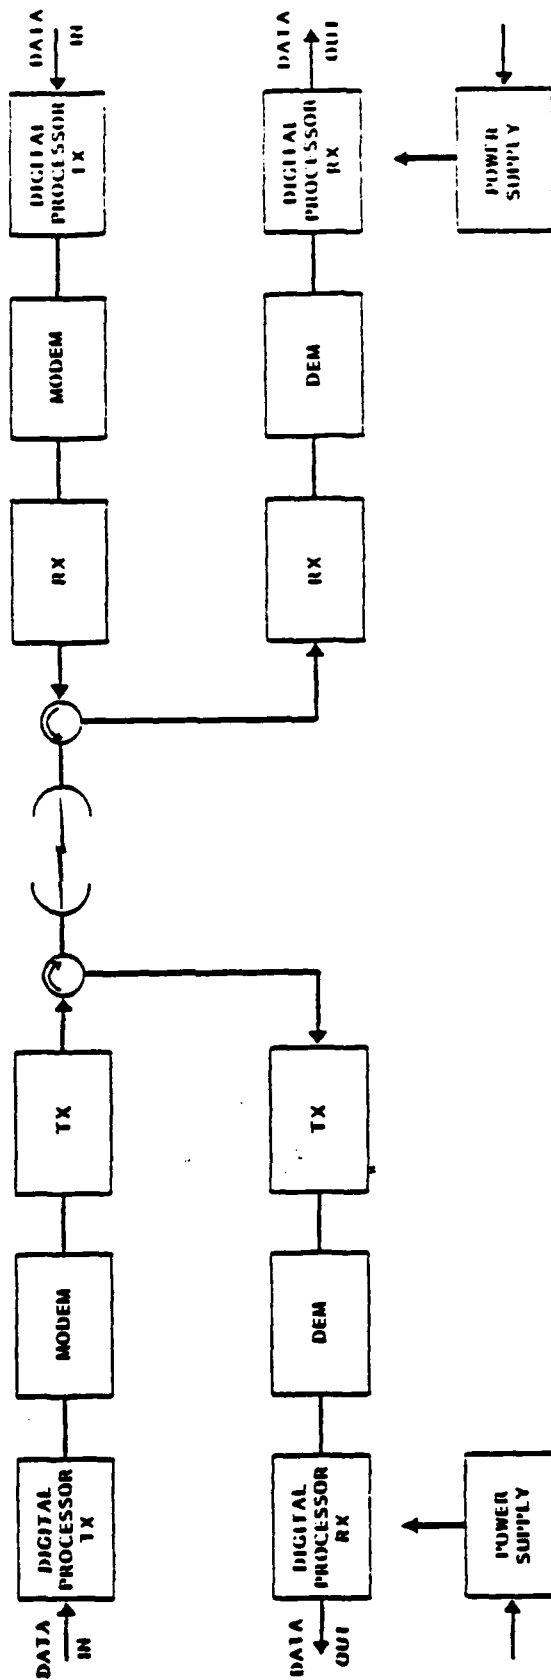 DATA
IN
DIGITAL
PROCESSOR
TX
MODEM
TX
RX
MODEM
DIGITAL
PROCESSOR
TX
DATA
IN
DATA
OUT
DIGITAL
PROCESSOR
RX
DEM
TX
RX
DEM
DIGITAL
PROCESSOR
RX
DATA
OUT
POWER
SUPPLY
POWER
SUPPLY